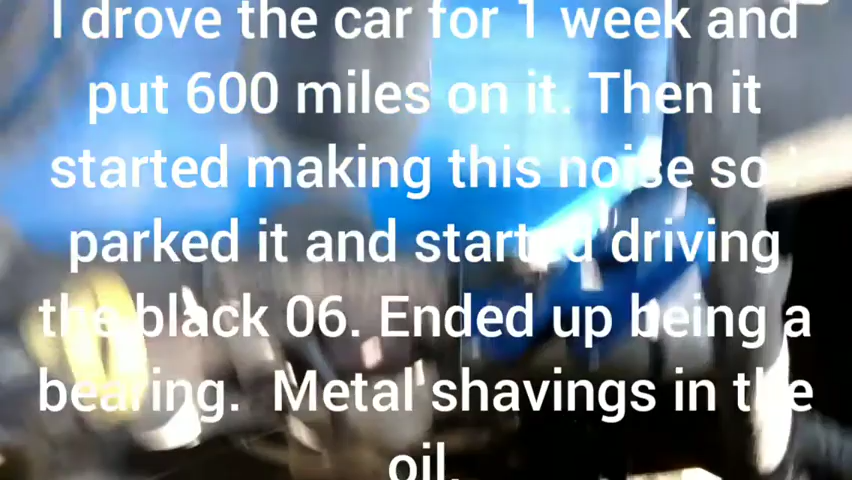 I drove the car for 1 week and
put 600 miles on it. Then it
started making this noise so i
parked it and started driving
the black 06. Ended up being a
bearing.  Metal shavings in the
oil.